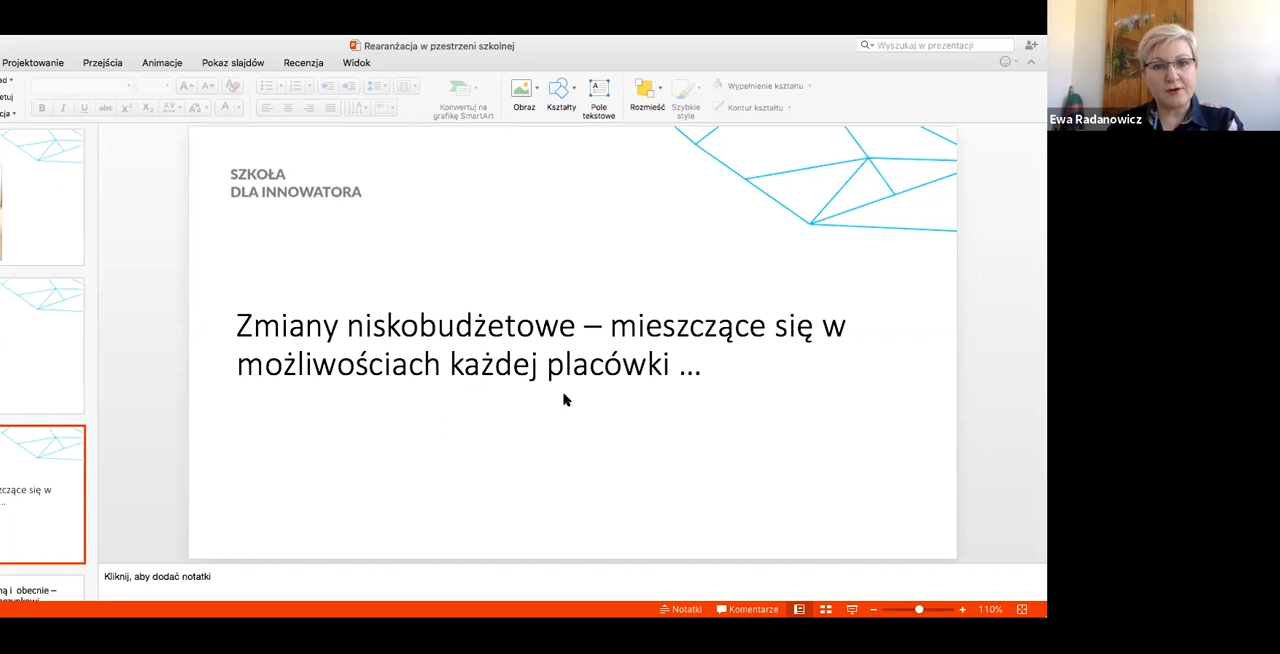 Rearanżacja w pzestrzeni szkolnej
Wyszukaj w prezentacji
Projektowanie
Przejścia
Animacje
Pokaz slajdów
Recenzja
Widok
Konwertuj na
grafikę SmartArt
Obraz
Kształty
Pole
tekstowe
Rozmieść
Szybkie
style
Wypełnienie kształtu
Kontur kształtu
Ewa Radanowicz
SZKOŁA
DLA INNOWATORA
Zmiany niskobudżetowe – mieszczące się w
możliwościach każdej placówki ...
się w
...
i obecnie –
Kliknij, aby dodać notatki
Notatki
Komentarze
110%